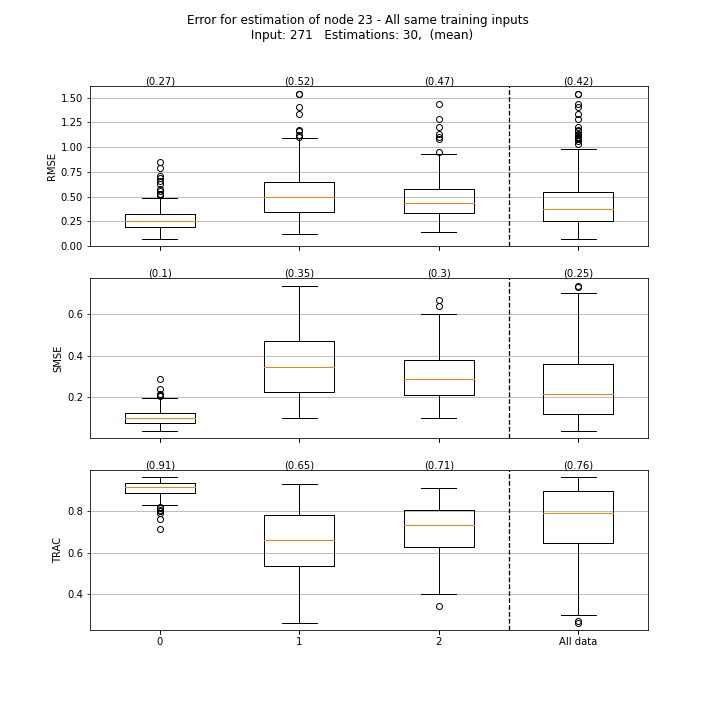 Error for estimation of node 23 - All same training inputs
Input: 271   Estimations: 30,  (mean)
(0.27) (0.52) (0.47) (0.42)
1.50
1.25
1.00
0.75
0.50
0.25
0.00
RMSE
(0.1) (0.35) (0.3) (0.25)
0.6
0.4
0.2
SMSE
(0.91) (0.65) (0.71) (0.76)
0.8
0.6
0.4
TRAC
0 1 2 All data